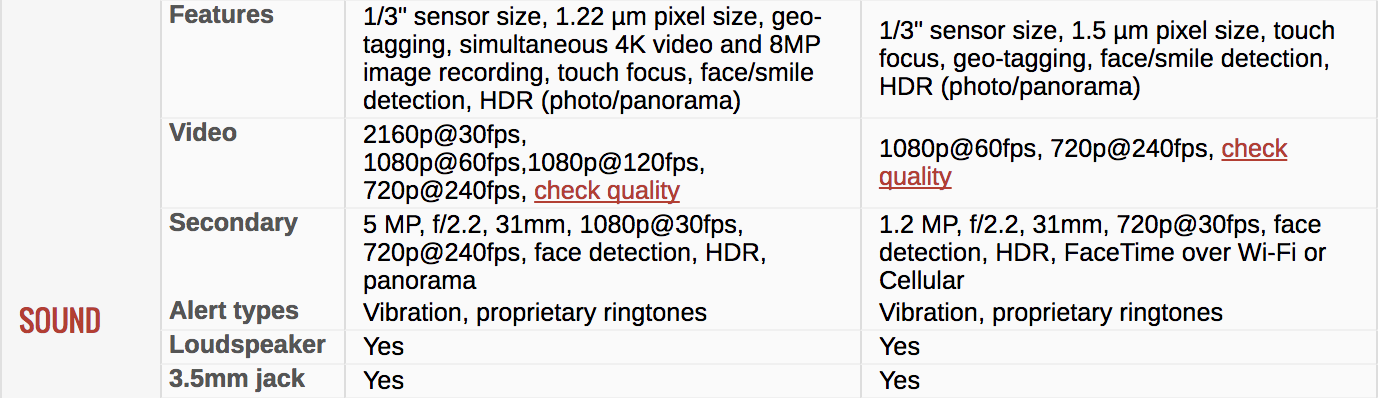 Features
1/3" sensor size, 1.22 µm pixel size, geo-
tagging, simultaneous 4K video and 8MP
image recording, touch focus, face/smile
detection, HDR (photo/panorama)
1/3" sensor size, 1.5 µm pixel size, touch
focus, geo-tagging, face/smile detection,
HDR (photo/panorama)
Video
2160p@30fps,
1080p@60fps,1080p@120fps,
720p@240fps, check quality
1080p@60fps, 720p@240fps, check
quality
Secondary
5 MP, f/2.2, 31mm, 1080p@30fps,
720p@240fps, face detection, HDR,
panorama
1.2 MP, f/2.2, 31mm, 720p@30fps, face
detection, HDR, FaceTime over Wi-Fi or
Cellular
SOUND
Alert types
Vibration, proprietary ringtones
Vibration, proprietary ringtones
Loudspeaker
Yes
Yes
3.5mm jack
Yes
Yes